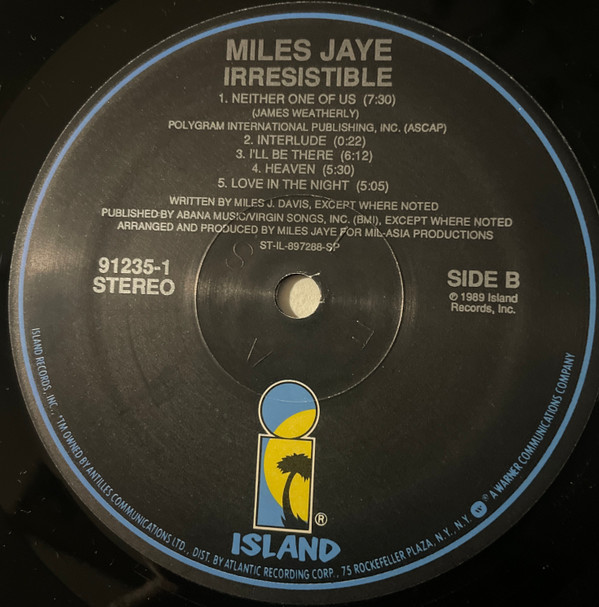 MILES JAYE
IRRESISTIBLE
1. NEITHER ONE OF US (7:30)
(JAMES WEATHERLY)
POLYGRAM INTERNATIONAL PUBLISHING, INC. (ASCAP)
2. INTERLUDE (0:22)
3. I'LL BE THERE (6:12)
4. HEAVEN (5:30)
5. LOVE IN THE NIGHT (5:05)
WRITTEN BY MILES J. DAVIS, EXCEPT WHERE NOTED
PUBLISHED BY ABANA MUSIC/VIRGIN SONGS, INC. (BMI), EXCEPT WHERE NOTED
ARRANGED AND PRODUCED BY MILES JAYE FOR MIL-ASIA PRODUCTIONS
ST-IL-897288-SP
91235-1
STEREO
SIDE B
℗ 1989 Island
Records, Inc.
®
ISLAND
ISLAND RECORDS, INC., *TM OWNED BY ANTILLES COMMUNICATIONS LTD., DIST. BY ATLANTIC RECORDING CORP., 75 ROCKEFELLER PLAZA, N.Y., N.Y. W ® A WARNER COMMUNICATIONS COMPANY